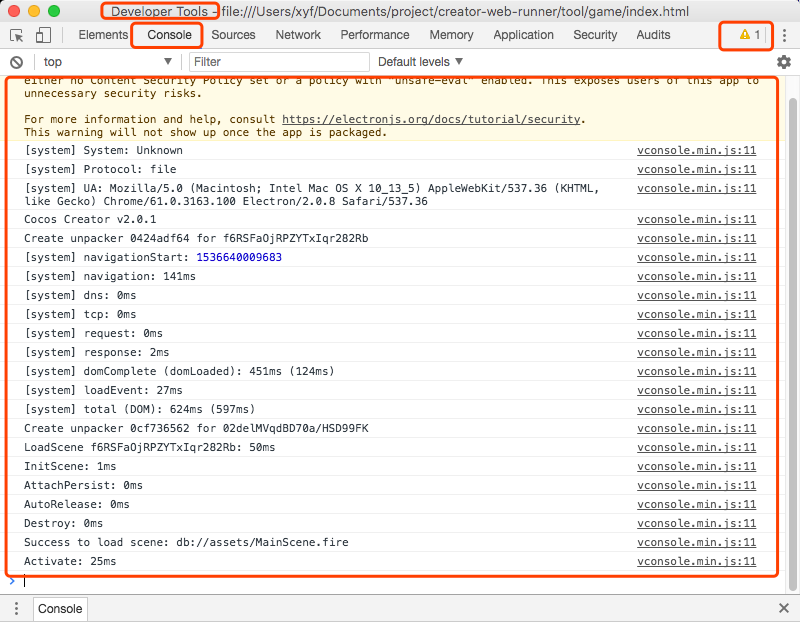 Developer Tools - file:///Users/xyf/Documents/project/creator-web-runner/tool/game/index.html
Elements Console Sources Network Performance Memory Application Security Audits 1
top Filter Default levels
either no Content Security Policy set or a policy with "unsafe-eval" enabled. This exposes users of this app to
unnecessary security risks.
For more information and help, consult https://electronjs.org/docs/tutorial/security.
This warning will not show up once the app is packaged.
[system] System: Unknown vconsole.min.js:11
[system] Protocol: file vconsole.min.js:11
[system] UA: Mozilla/5.0 (Macintosh; Intel Mac OS X 10_13_5) AppleWebKit/537.36 (KHTML, vconsole.min.js:11
like Gecko) Chrome/61.0.3163.100 Electron/2.0.8 Safari/537.36
Cocos Creator v2.0.1 vconsole.min.js:11
Create unpacker 0424adf64 for f6RSFaOjRPZYTxIqr282Rb vconsole.min.js:11
[system] navigationStart: 1536640009683 vconsole.min.js:11
[system] navigation: 141ms vconsole.min.js:11
[system] dns: 0ms vconsole.min.js:11
[system] tcp: 0ms vconsole.min.js:11
[system] request: 0ms vconsole.min.js:11
[system] response: 2ms vconsole.min.js:11
[system] domComplete (domLoaded): 451ms (124ms) vconsole.min.js:11
[system] loadEvent: 27ms vconsole.min.js:11
[system] total (DOM): 624ms (597ms) vconsole.min.js:11
Create unpacker 0cf736562 for 02delMVqdBD70a/HSD99FK vconsole.min.js:11
LoadScene f6RSFaOjRPZYTxIqr282Rb: 50ms vconsole.min.js:11
InitScene: 1ms vconsole.min.js:11
AttachPersist: 0ms vconsole.min.js:11
AutoRelease: 0ms vconsole.min.js:11
Destroy: 0ms vconsole.min.js:11
Success to load scene: db://assets/MainScene.fire vconsole.min.js:11
Activate: 25ms vconsole.min.js:11
>
Console